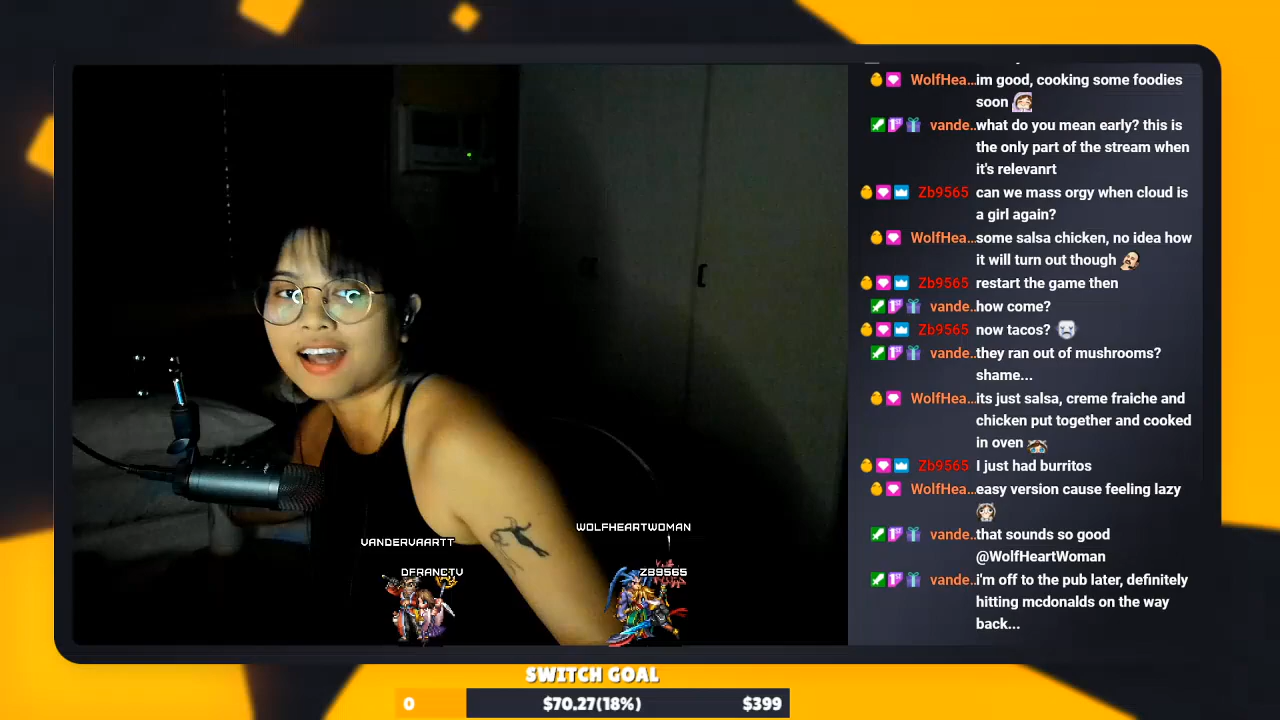 WolfHea...im good, cooking some foodies
soon
vande..what do you mean early? this is
the only part of the stream when
it's relevanrt
Zb9565 can we mass orgy when cloud is
a girl again?
WolfHea...some salsa chicken, no idea how
it will turn out though
Zb9565 restart the game then
vande..how come?
Zb9565 now tacos?
vande..they ran out of mushrooms?
shame...
WolfHea...its just salsa, creme fraiche and
chicken put together and cooked
in oven
Zb9565 I just had burritos
WolfHea...easy version cause feeling lazy
vande..that sounds so good
@WolfHeartWoman
vande..i'm off to the pub later, definitely
hitting mcdonalds on the way
back...
WOLFHEARTWOMAN
VANDERVAARTT
DFRANCTV
ZB9565
SWITCH GOAL
0 $70.27(18%) $399